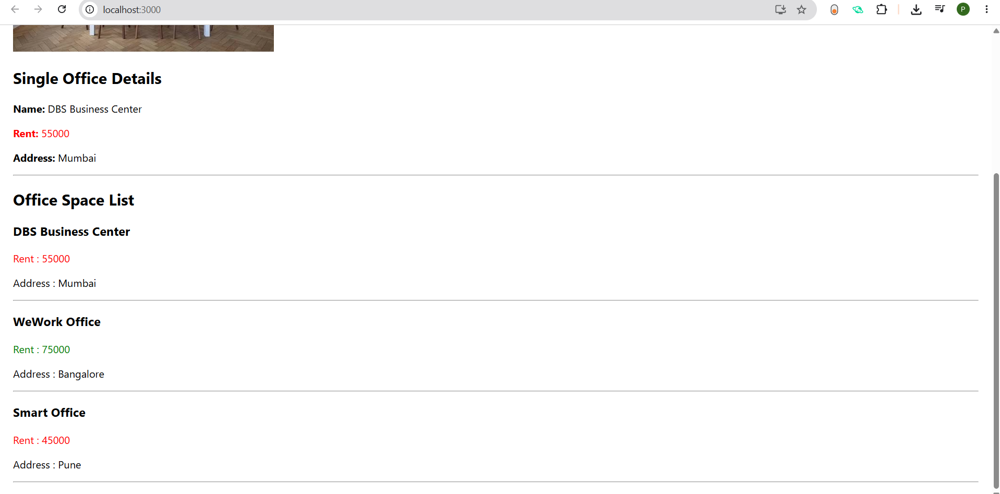 localhost:3000
P
Single Office Details
Name: DBS Business Center
Rent: 55000
Address: Mumbai
Office Space List
DBS Business Center
Rent : 55000
Address : Mumbai
WeWork Office
Rent : 75000
Address : Bangalore
Smart Office
Rent : 45000
Address : Pune